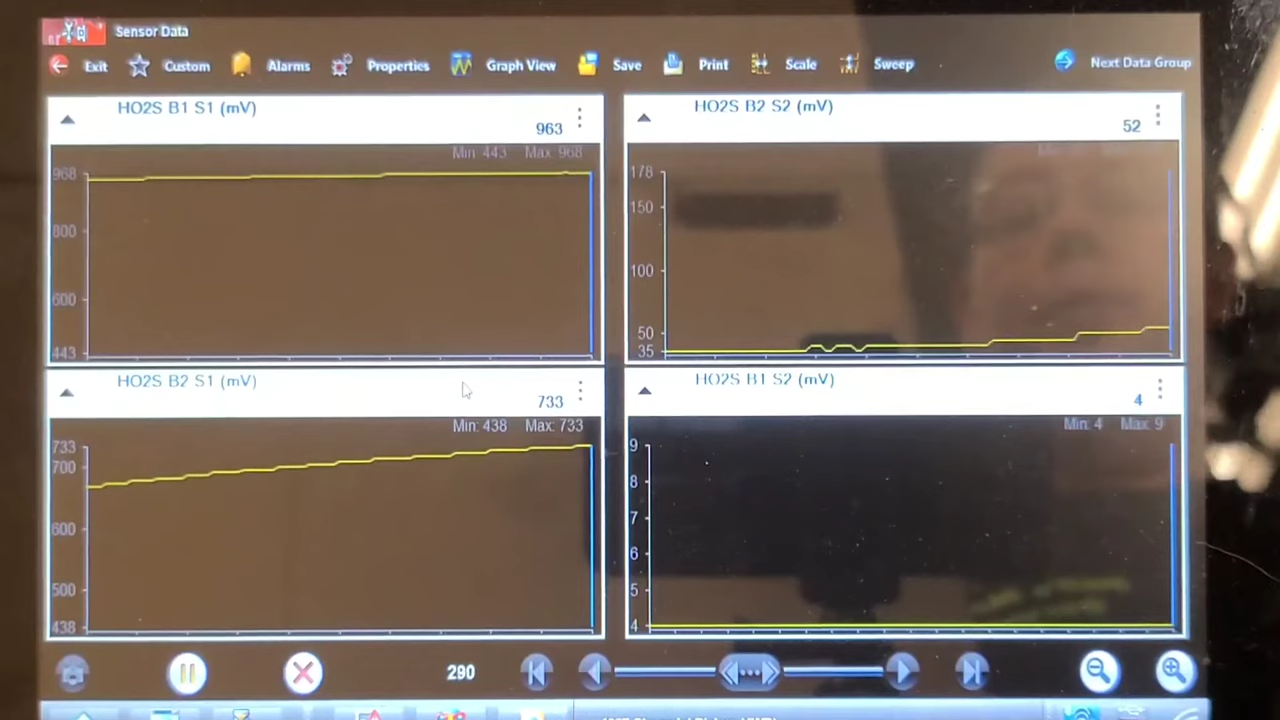 Sensor Data
Exit Custom Alarms Properties Graph View Save Print Scale Sweep Next Data Group
HO2S B1 S1 (mV)
963
Min: 443 Max: 968
968
800
600
443
HO2S B2 S2 (mV)
52
178
150
100
50
35
HO2S B2 S1 (mV)
733
Min: 438 Max: 733
733
700
600
500
438
HO2S B1 S2 (mV)
4
Min: 4 Max: 9
9
8
7
6
5
4
290